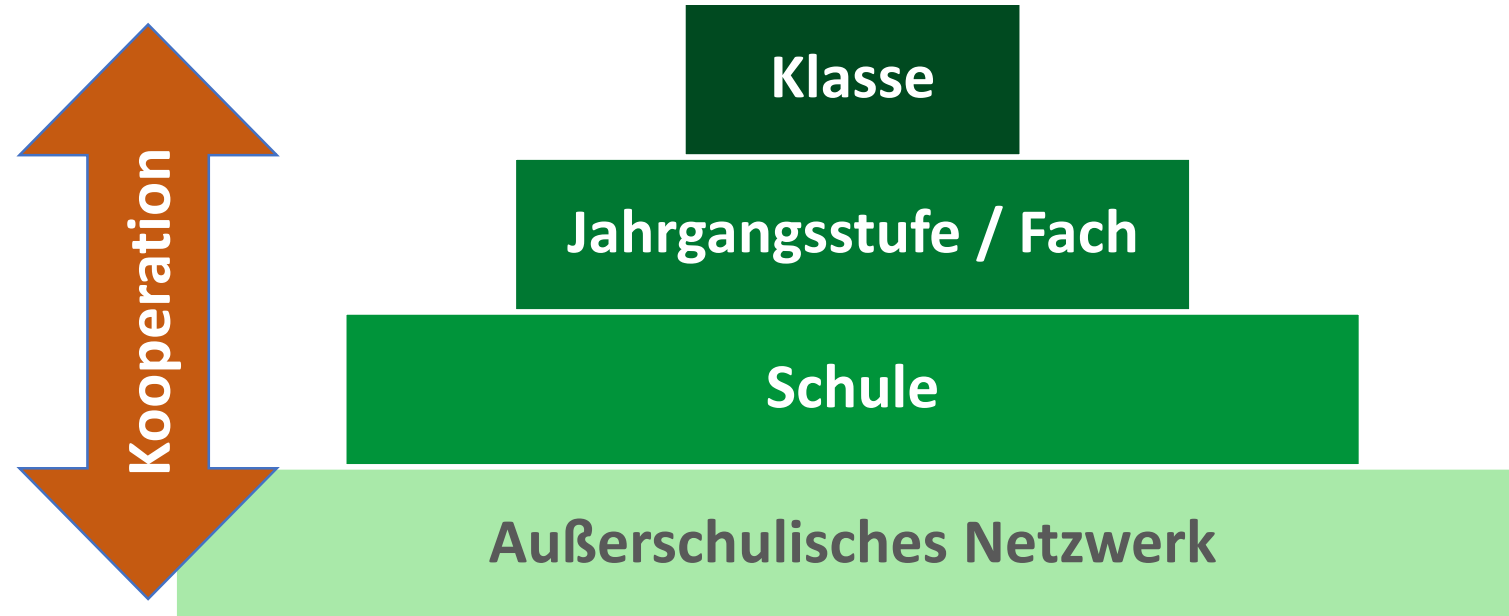 Kooperation
Klasse
Jahrgangsstufe / Fach
Schule
Außerschulisches Netzwerk